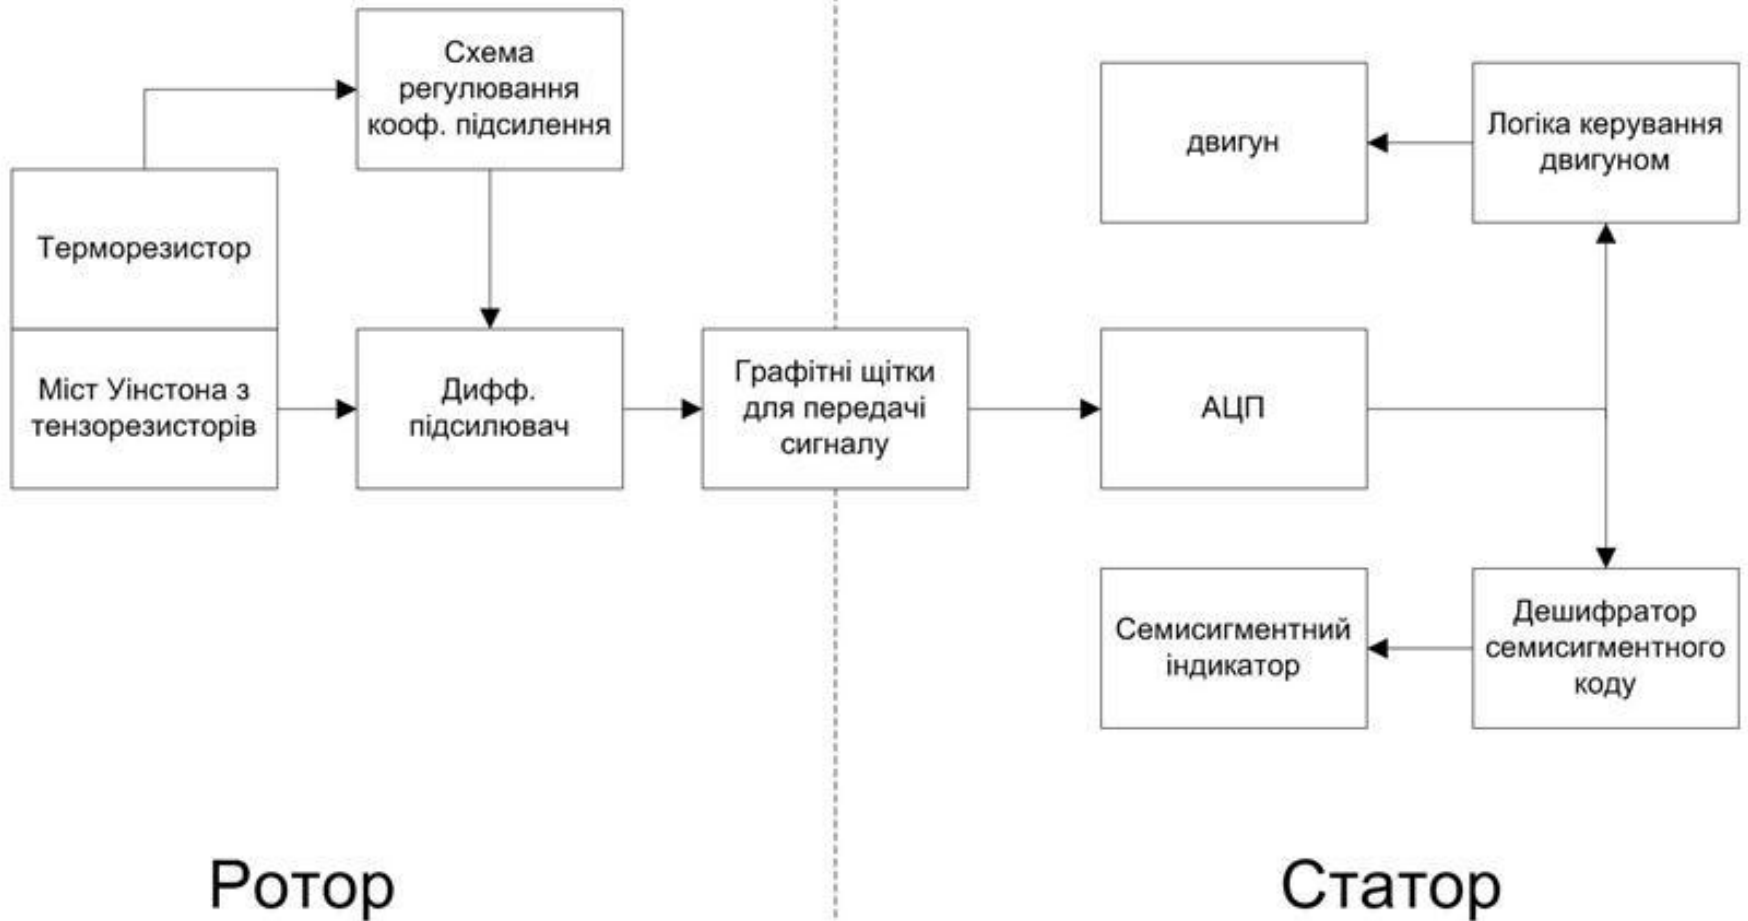 Схема
регулювання
кооф. підсилення
двигун
Логіка керування
двигуном
Терморезистор
Міст Уінстона з
тензорезисторів
Дифф.
підсилювач
Графітні щітки
для передачі
сигналу
АЦП
Семисигментний
індикатор
Дешифратор
семисигментного
коду
Ротор
Статор